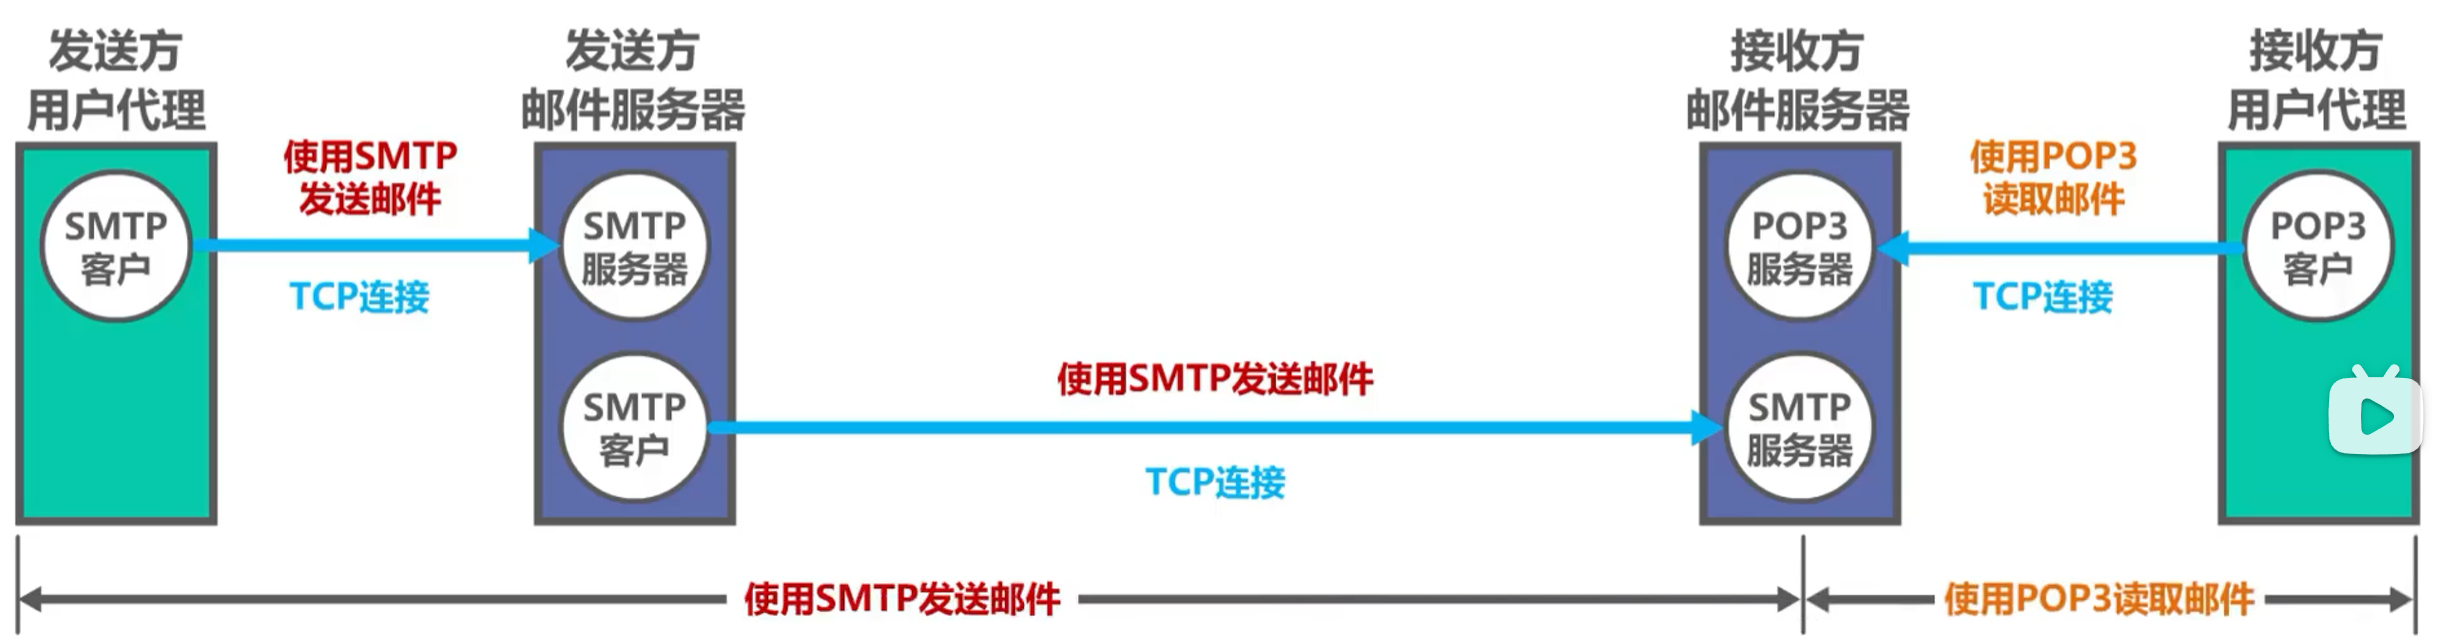 发送方
用户代理
发送方
邮件服务器
接收方
邮件服务器
接收方
用户代理
使用SMTP
发送邮件
使用POP3
读取邮件
SMTP
客户
SMTP
服务器
POP3
服务器
POP3
客户
TCP连接
TCP连接
使用SMTP发送邮件
SMTP
客户
SMTP
服务器
TCP连接
使用SMTP发送邮件
使用POP3读取邮件